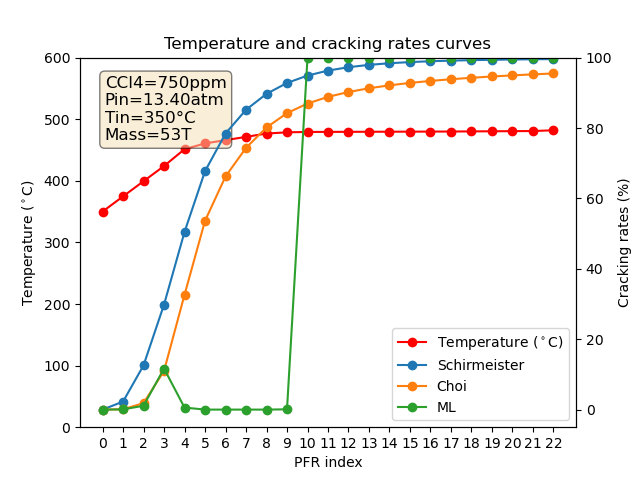 Temperature and cracking rates curves
CCl4=750ppm
Pin=13.40atm
Tin=350°C
Mass=53T
600
500
400
300
200
100
0
Temperature (°C)
100
80
60
40
20
0
Cracking rates (%)
Temperature (°C)
Schirmeister
Choi
ML
0 1 2 3 4 5 6 7 8 9 10 11 12 13 14 15 16 17 18 19 20 21 22
PFR index